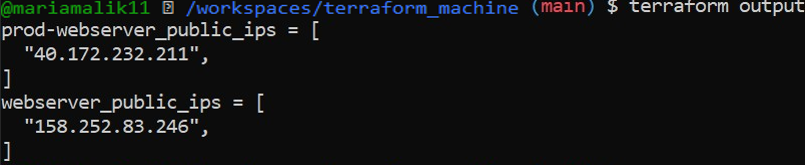 @mariamalik11 /workspaces/terraform_machine (main) $ terraform output
prod-webserver_public_ips = [
  "40.172.232.211",
]
webserver_public_ips = [
  "158.252.83.246",
]